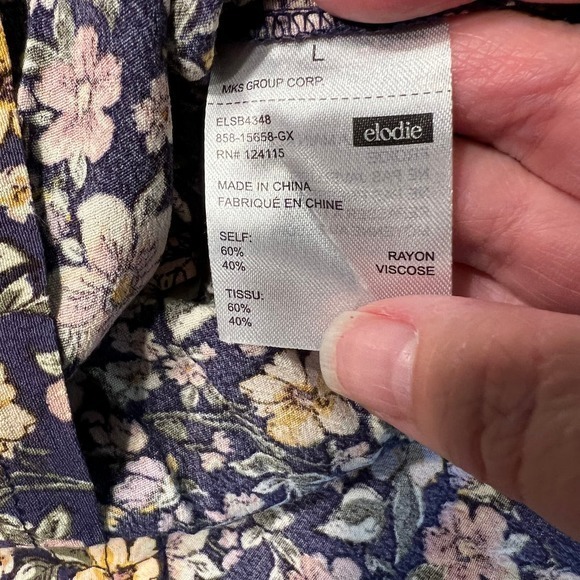 L
MKS GROUP CORP.
ELSB4348
858-15658-GX
RN# 124115
elodie
MADE IN CHINA
FABRIQUÉ EN CHINE
SELF:
60% RAYON
40% VISCOSE
TISSU:
60%
40%